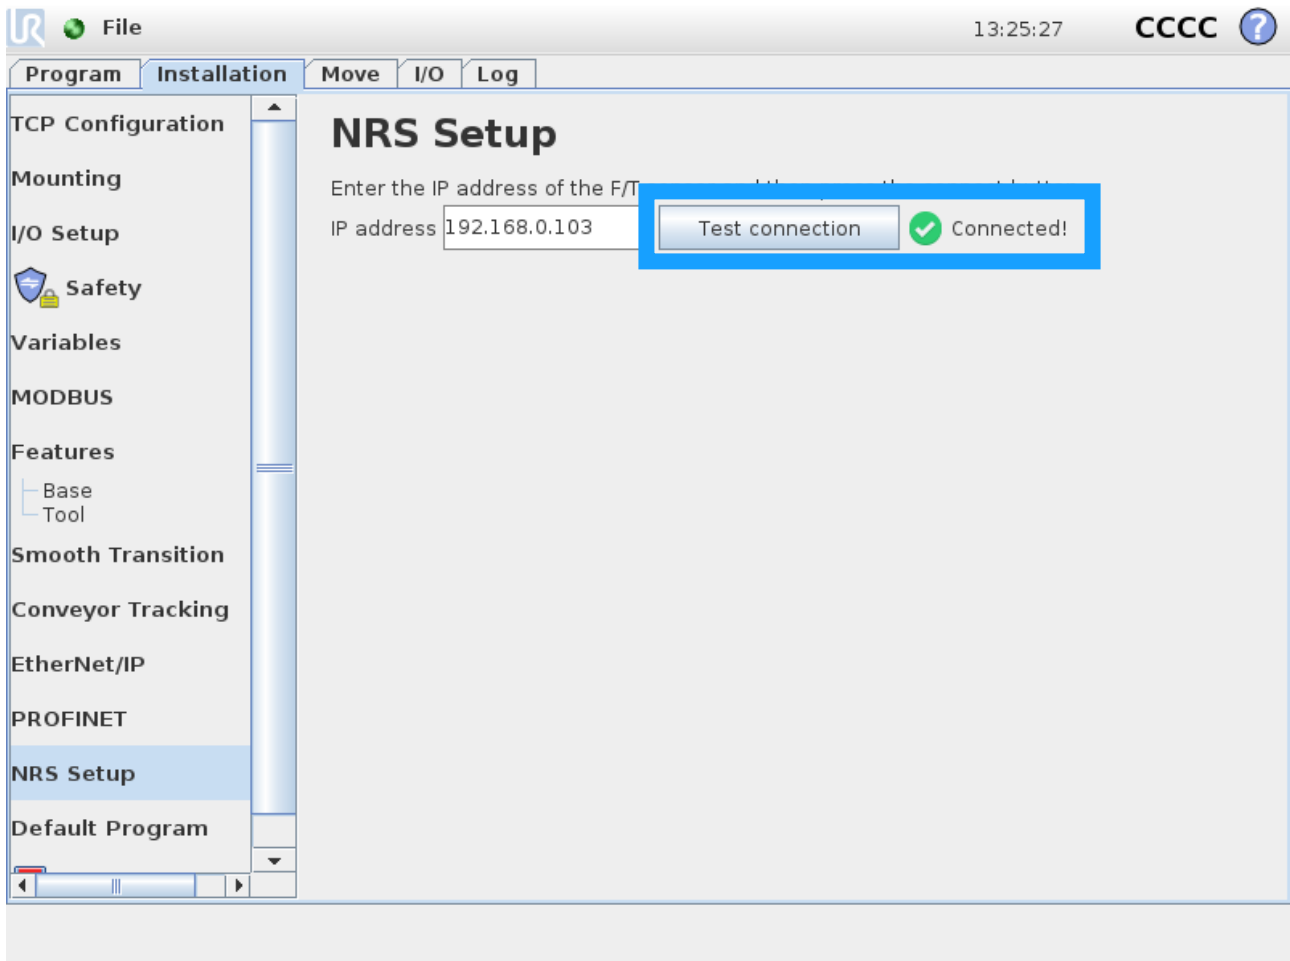 UR File 13:25:27 CCCC ?
Program Installation Move I/O Log
TCP Configuration
Mounting
I/O Setup
Safety
Variables
MODBUS
Features
Base
Tool
Smooth Transition
Conveyor Tracking
EtherNet/IP
PROFINET
NRS Setup
Default Program
NRS Setup
Enter the IP address of the F/T
IP address 192.168.0.103 Test connection Connected!